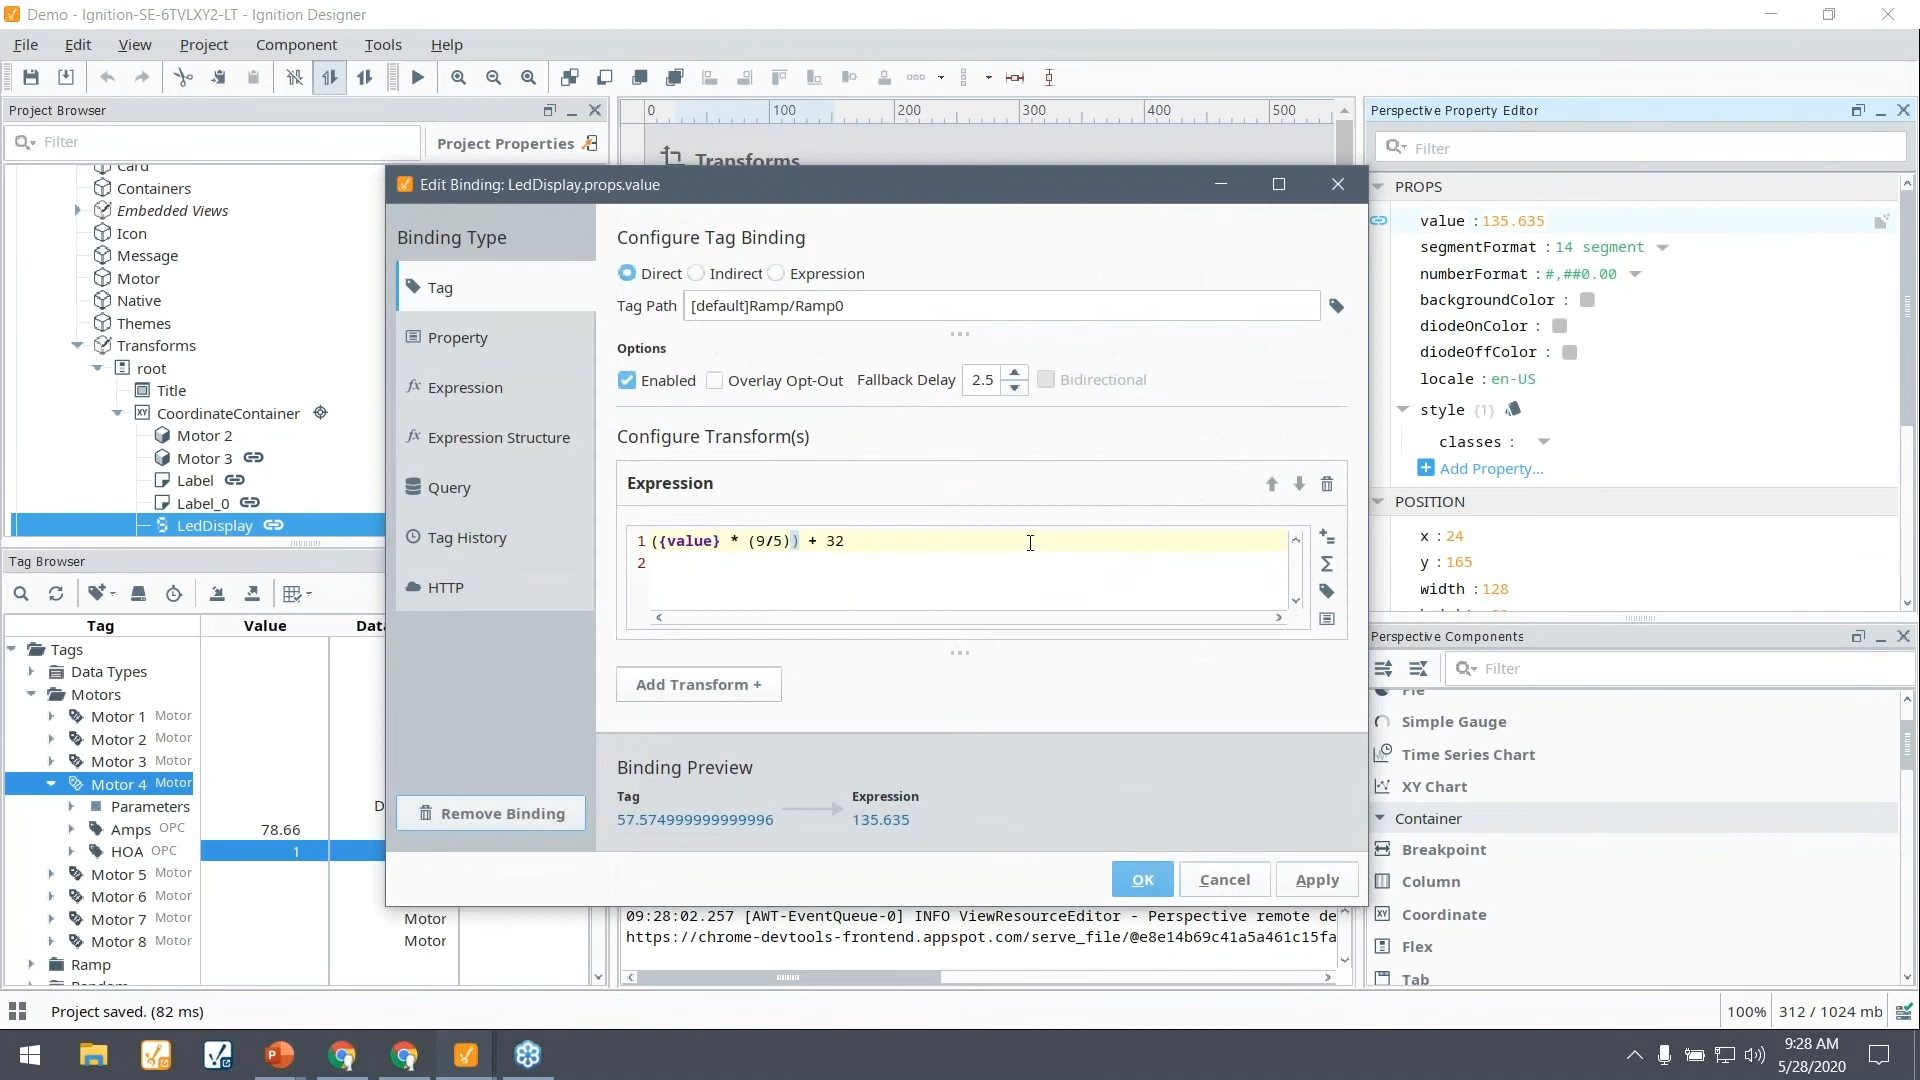 Demo - Ignition-SE-6TVLXY2-LT - Ignition Designer
File Edit View Project Component Tools Help
Project Browser
Filter
Project Properties
Card
Containers
Embedded Views
Icon
Message
Motor
Native
Themes
Transforms
root
Title
CoordinateContainer
Motor 2
Motor 3
Label
Label_0
LedDisplay
Tag Browser
Tag Value
Tags
Data Types
Motors
Motor 1 Motor
Motor 2 Motor
Motor 3 Motor
Motor 4 Motor
Parameters D
Amps OPC 78.66
HOA OPC 1
Motor 5 Motor
Motor 6 Motor
Motor 7 Motor Motor
Motor 8 Motor Motor
Ramp
0 100 200 300 400 500
Transforms
Edit Binding: LedDisplay.props.value
Binding Type
Tag
Property
Expression
Expression Structure
Query
Tag History
HTTP
Remove Binding
Configure Tag Binding
Direct Indirect Expression
Tag Path [default]Ramp/Ramp0
Options
Enabled Overlay Opt-Out Fallback Delay 2.5 Bidirectional
Configure Transform(s)
Expression
1 ({value} * (9/5)) + 32
2
Add Transform +
Binding Preview
Tag Expression
57.574999999999996 135.635
OK Cancel Apply
09:28:02.257 [AWT-EventQueue-0] INFO ViewResourceEditor - Perspective remote de
https://chrome-devtools-frontend.appspot.com/serve_file/@e8e14b69c41a5a461c15fa
Perspective Property Editor
Filter
PROPS
value : 135.635
segmentFormat : 14 segment
numberFormat : #,##0.00
backgroundColor :
diodeOnColor :
diodeOffColor :
locale : en-US
style {1}
classes :
Add Property...
POSITION
x : 24
y : 165
width : 128
Perspective Components
Filter
Pie
Simple Gauge
Time Series Chart
XY Chart
Container
Breakpoint
Column
Coordinate
Flex
Tab
Project saved. (82 ms)
100% 312 / 1024 mb
9:28 AM
5/28/2020